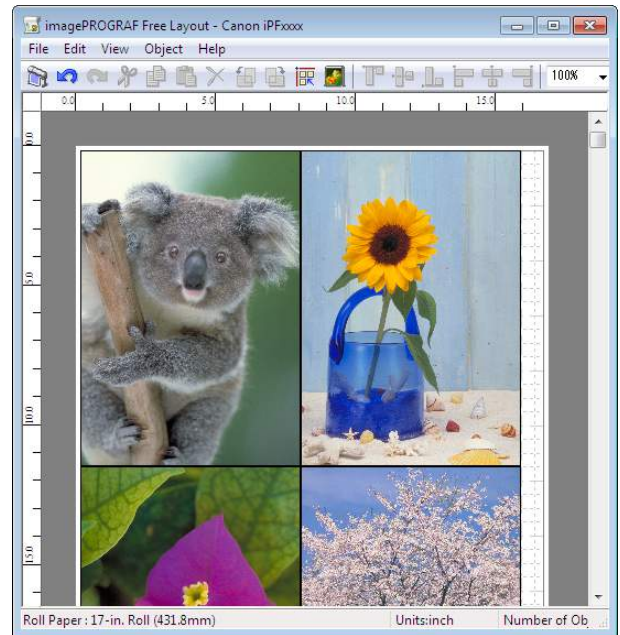 imagePROGRAF Free Layout - Canon iPFxxxx
File Edit View Object Help
100%
0.0 5.0 10.0 15.0
0.0
5.0
10.0
15.0
Roll Paper : 17-in. Roll (431.8mm) Units:inch Number of Ob